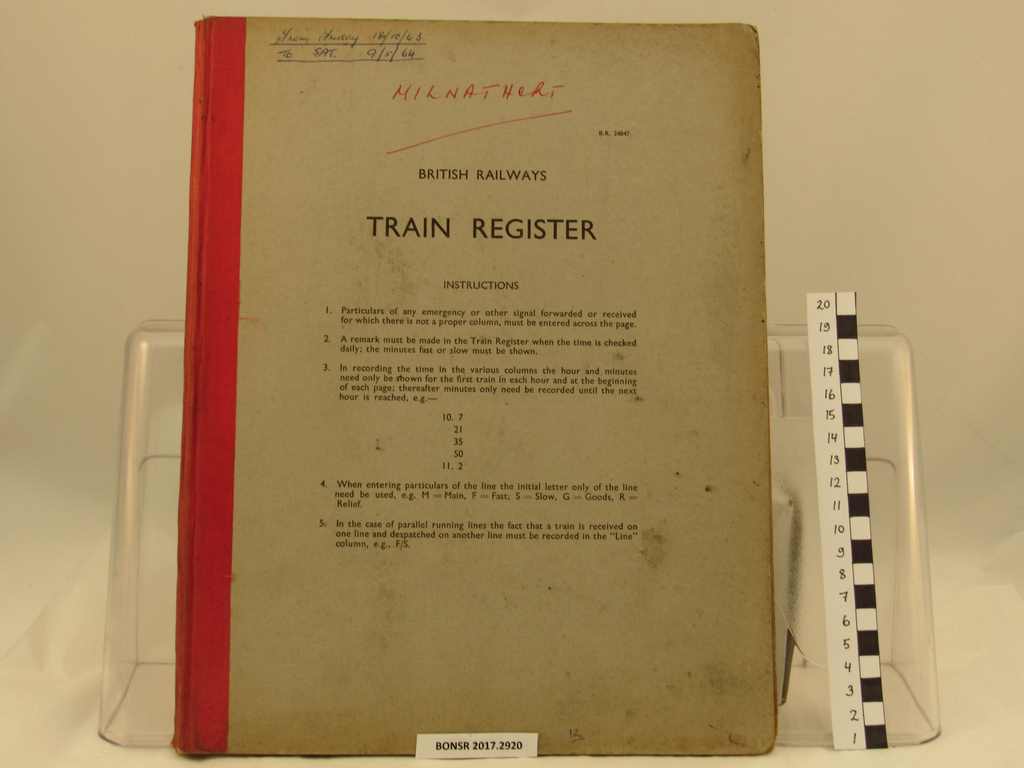 From Friday 18/10/63
To SAT. 9/5/64
MILNATHORT
B.R. 24847.
BRITISH RAILWAYS
TRAIN REGISTER
INSTRUCTIONS
1. Particulars of any emergency or other signal forwarded or received
for which there is not a proper column, must be entered across the page.
2. A remark must be made in the Train Register when the time is checked
daily; the minutes fast or slow must be shown.
3. In recording the time in the various columns the hour and minutes
need only be shown for the first train in each hour and at the beginning
of each page; thereafter minutes only need be recorded until the next
hour is reached, e.g.—
10. 7
21
35
50
11. 2
4. When entering particulars of the line the initial letter only of the line
need be used, e.g. M = Main, F = Fast, S = Slow, G = Goods, R =
Relief.
5. In the case of parallel running lines the fact that a train is received on
one line and despatched on another line must be recorded in the "Line"
column, e.g., F/S.
BONSR 2017.2920
20
19
18
17
16
15
14
13
12
11
10
9
8
7
6
5
4
3
2
1